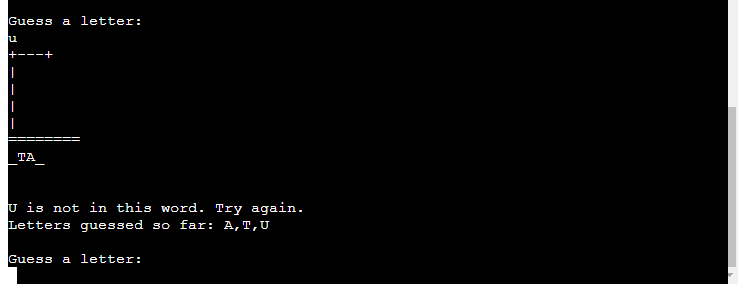 Guess a letter:
u
+---+
|
|
|
|
========
_TA_
U is not in this word. Try again.
Letters guessed so far: A,T,U
Guess a letter: